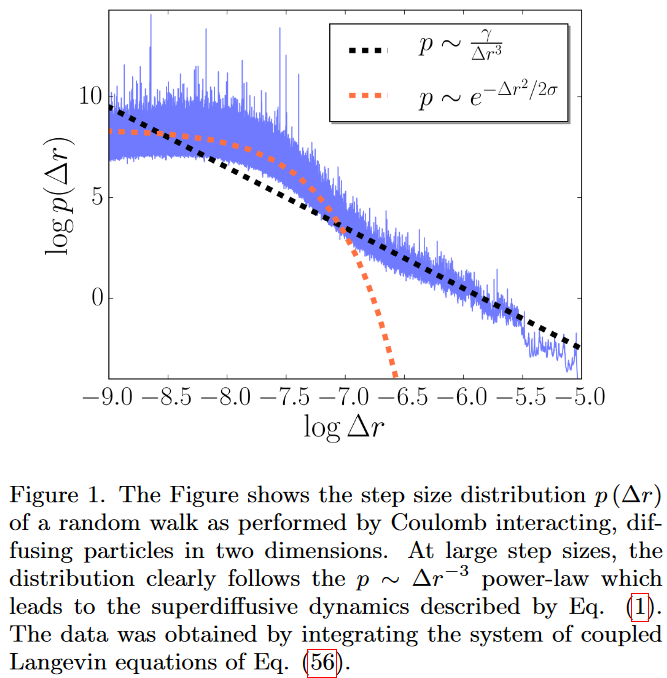 p ∼ γ/Δr³
p ∼ e^{−Δr²/2σ}
10
5
0
log p(Δr)
−9.0 −8.5 −8.0 −7.5 −7.0 −6.5 −6.0 −5.5 −5.0
log Δr
Figure 1. The Figure shows the step size distribution p (Δr)
of a random walk as performed by Coulomb interacting, dif-
fusing particles in two dimensions. At large step sizes, the
distribution clearly follows the p ∼ Δr⁻³ power-law which
leads to the superdiffusive dynamics described by Eq. (1).
The data was obtained by integrating the system of coupled
Langevin equations of Eq. (56).